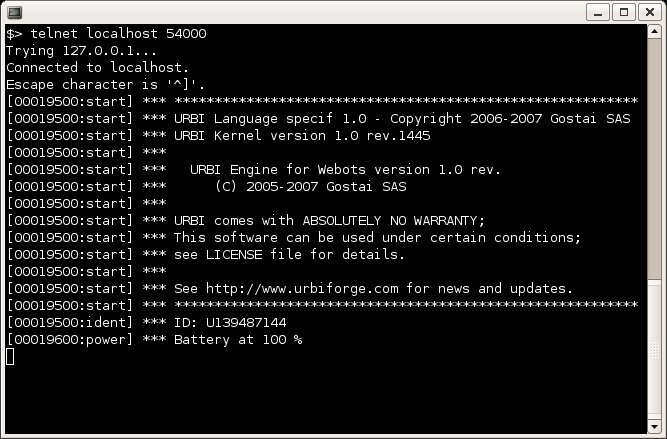 $> telnet localhost 54000
Trying 127.0.0.1...
Connected to localhost.
Escape character is '^]'.
[00019500:start] *** **********************************************************
[00019500:start] *** URBI Language specif 1.0 - Copyright 2006-2007 Gostai SAS
[00019500:start] *** URBI Kernel version 1.0 rev.1445
[00019500:start] ***
[00019500:start] ***   URBI Engine for Webots version 1.0 rev.
[00019500:start] ***      (C) 2005-2007 Gostai SAS
[00019500:start] ***
[00019500:start] *** URBI comes with ABSOLUTELY NO WARRANTY;
[00019500:start] *** This software can be used under certain conditions;
[00019500:start] *** see LICENSE file for details.
[00019500:start] ***
[00019500:start] *** See http://www.urbiforge.com for news and updates.
[00019500:start] *** **********************************************************
[00019500:ident] *** ID: U139487144
[00019600:power] *** Battery at 100 %